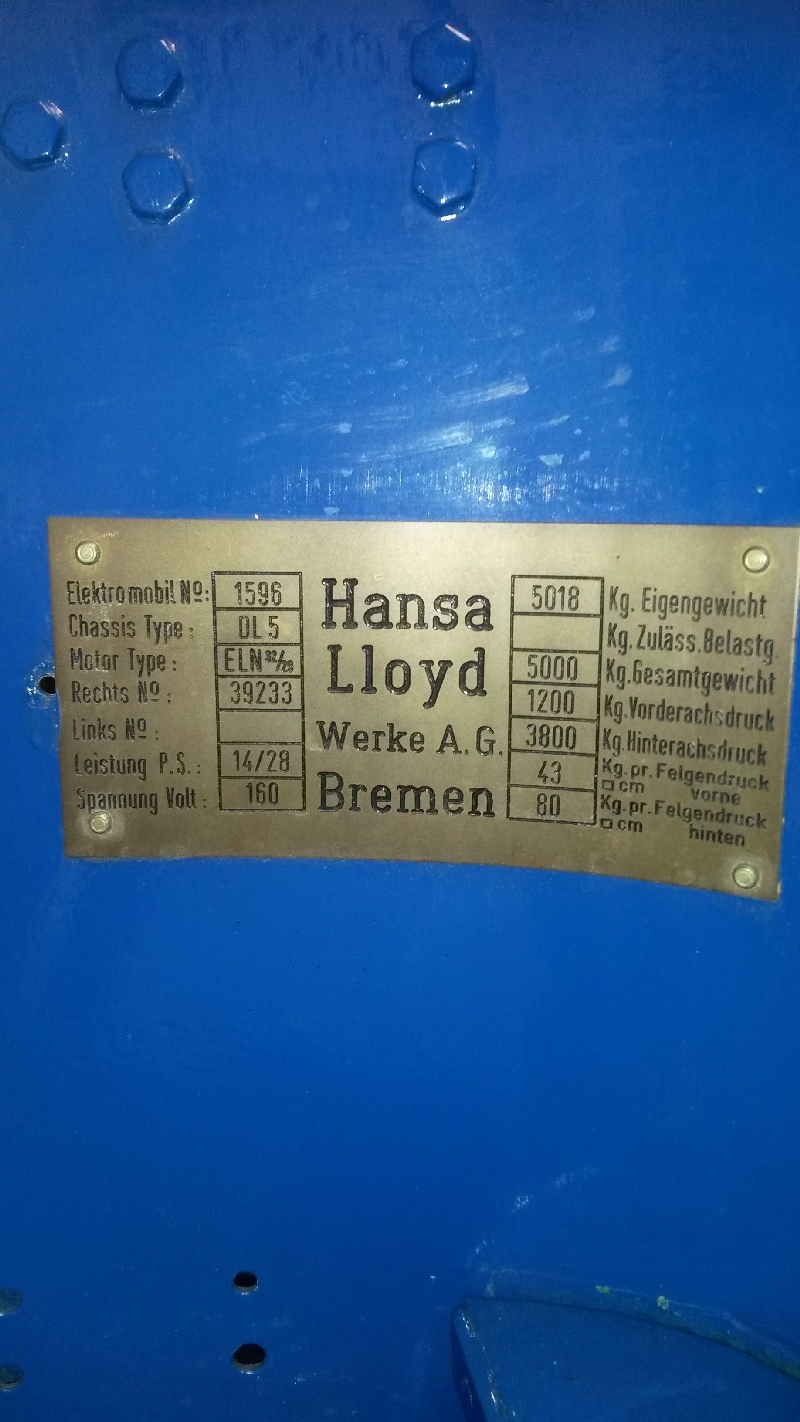 Elektromobil Nº: 1596
Chassis Type: DL 5
Motor Type: ELN
Rechts Nº: 39233
Links Nº:
Leistung P.S.: 14/28
Spannung Volt: 160
Hansa
Lloyd
Werke A.G.
Bremen
5018 Kg. Eigengewicht
Kg. Zuläss. Belastg.
5000 Kg. Gesamtgewicht
1200 Kg. Vorderachsdruck
3800 Kg. Hinterachsdruck
43 Kg. pr. Felgendruck
□ cm vorne
80 Kg. pr. Felgendruck
□ cm hinten